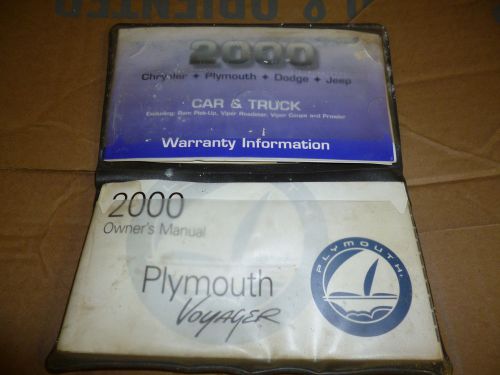 & ORIENTED
2000
Chrysler ✦ Plymouth ✦ Dodge ✦ Jeep
CAR & TRUCK
Excluding: Ram Pick-Up, Viper Roadster, Viper Coupe and Prowler
Warranty Information
2000
Owner's Manual
PLYMOUTH
Plymouth
VOYAGER